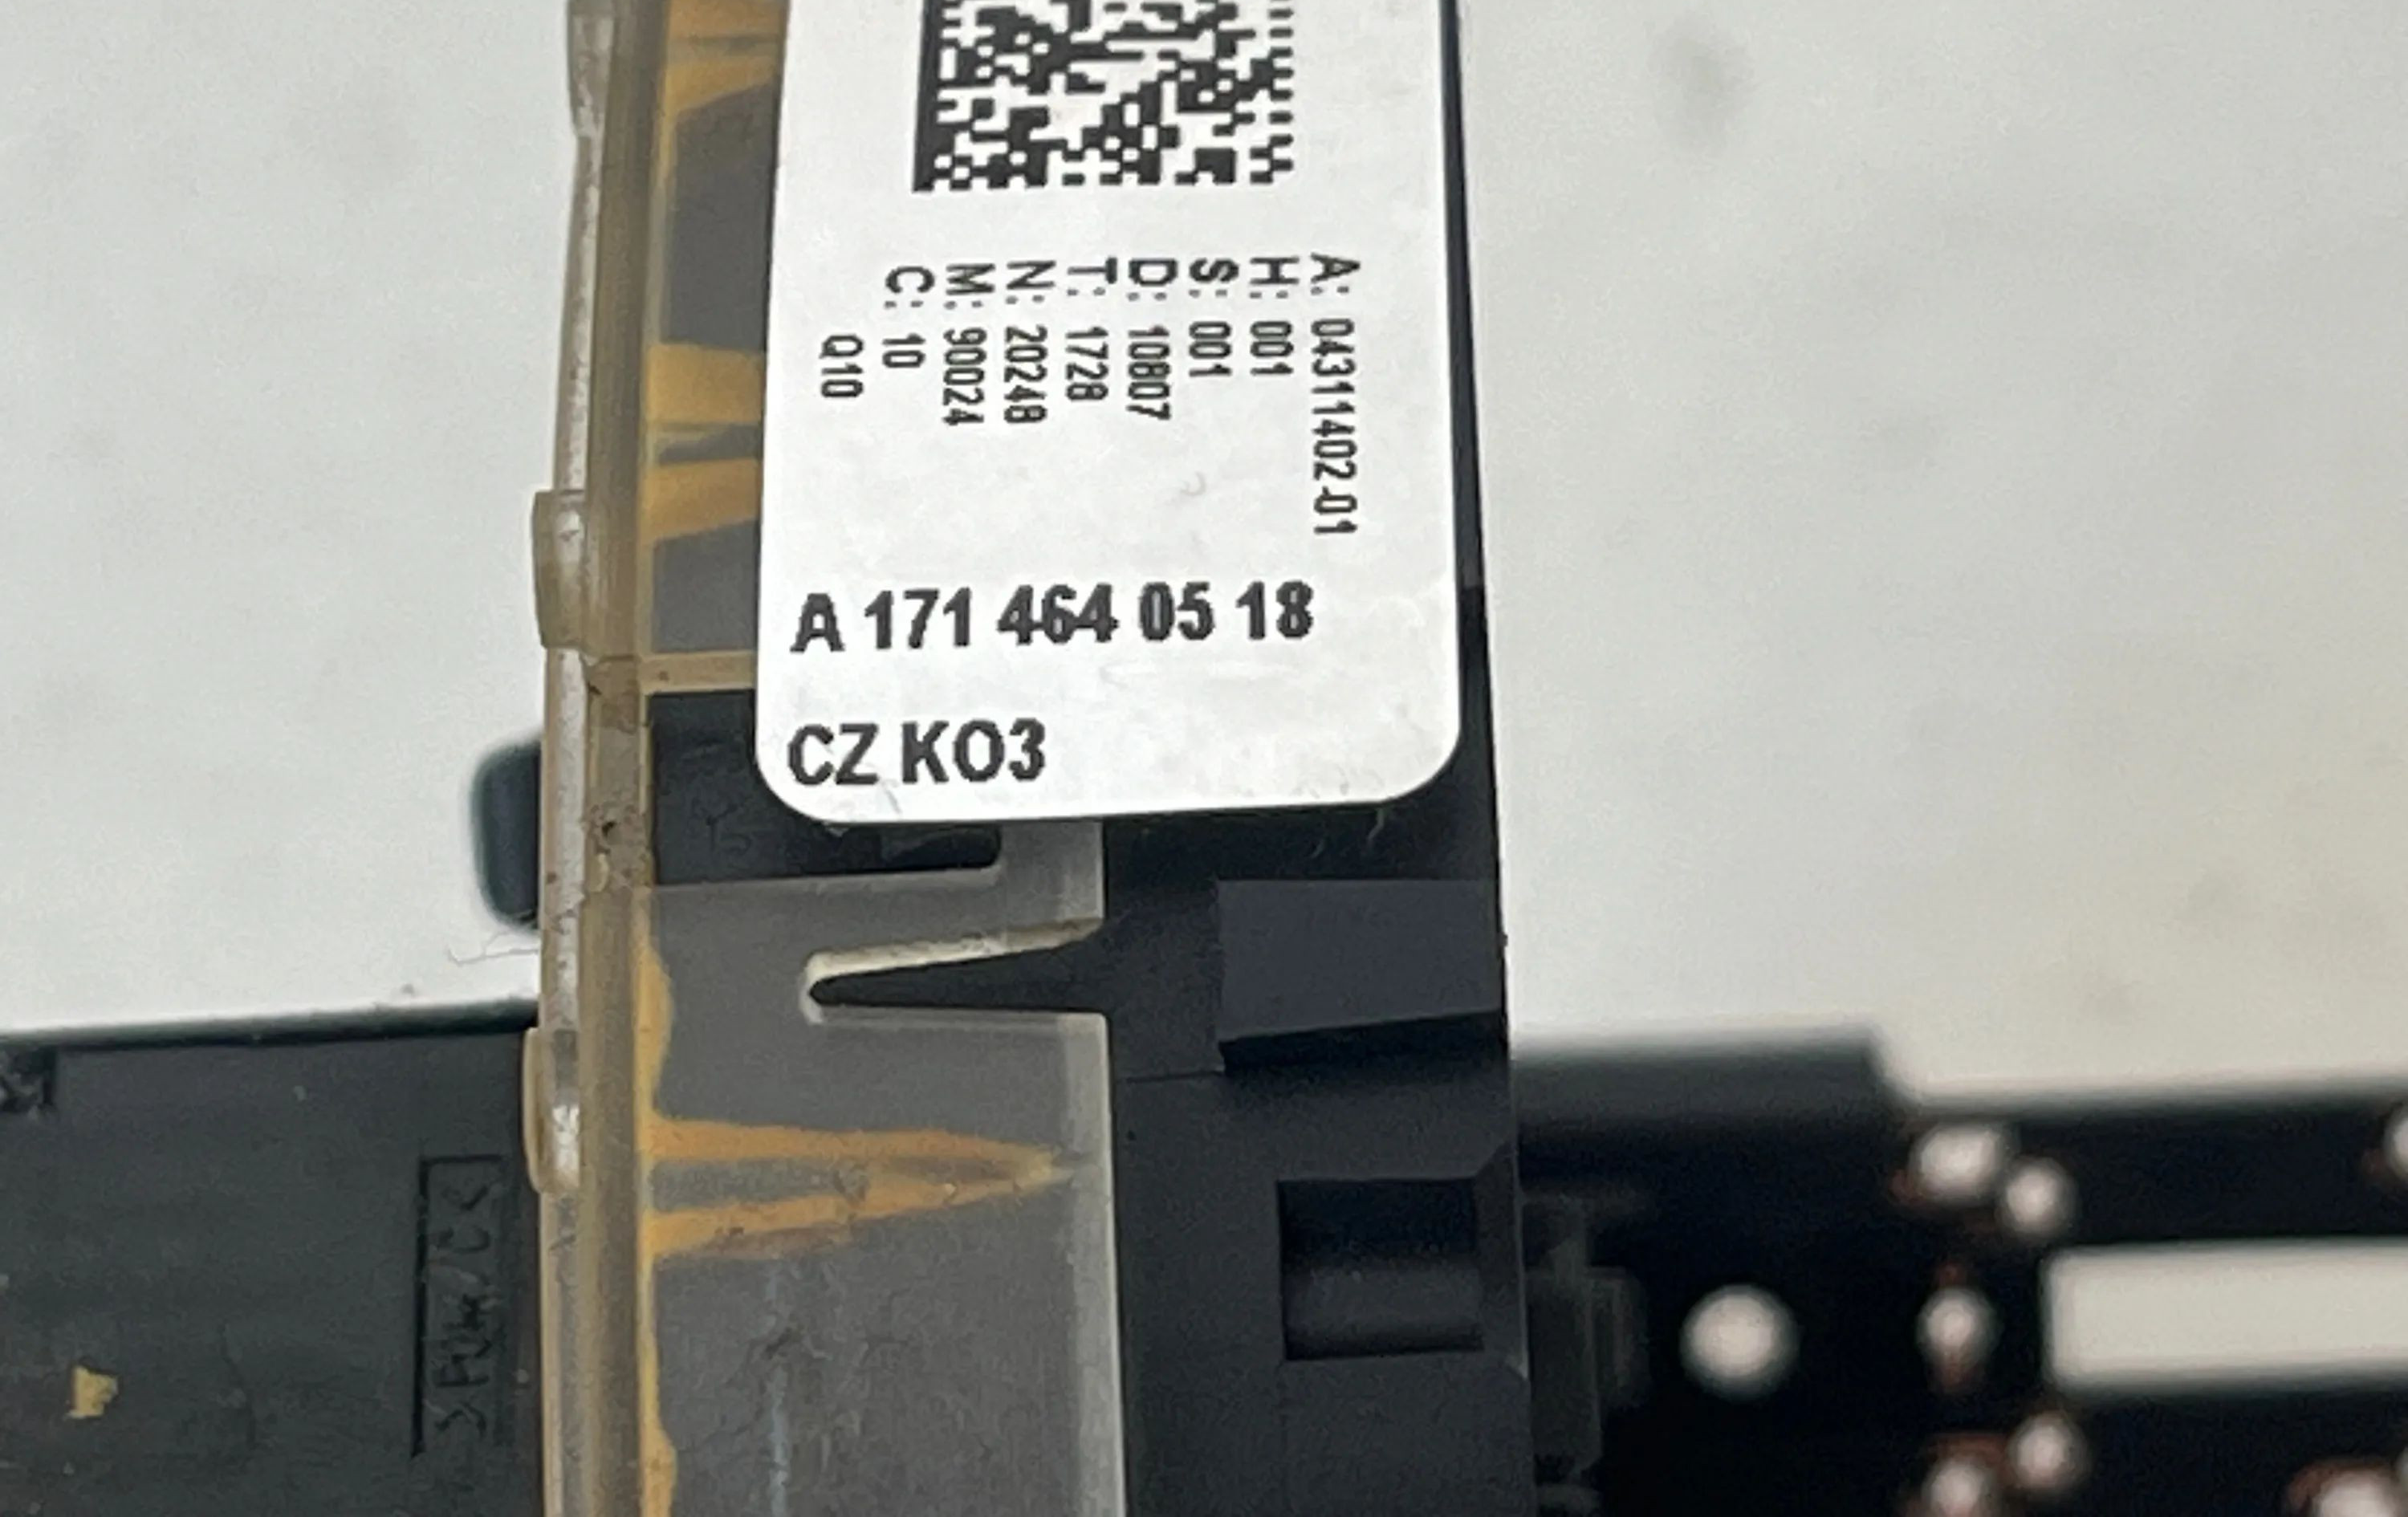 A: 04311402-01
H: 001
S: 001
D: 10807
T: 1728
N: 20248
M: 90024
C: 10
Q10
A 171 464 05 18
CZ KO3